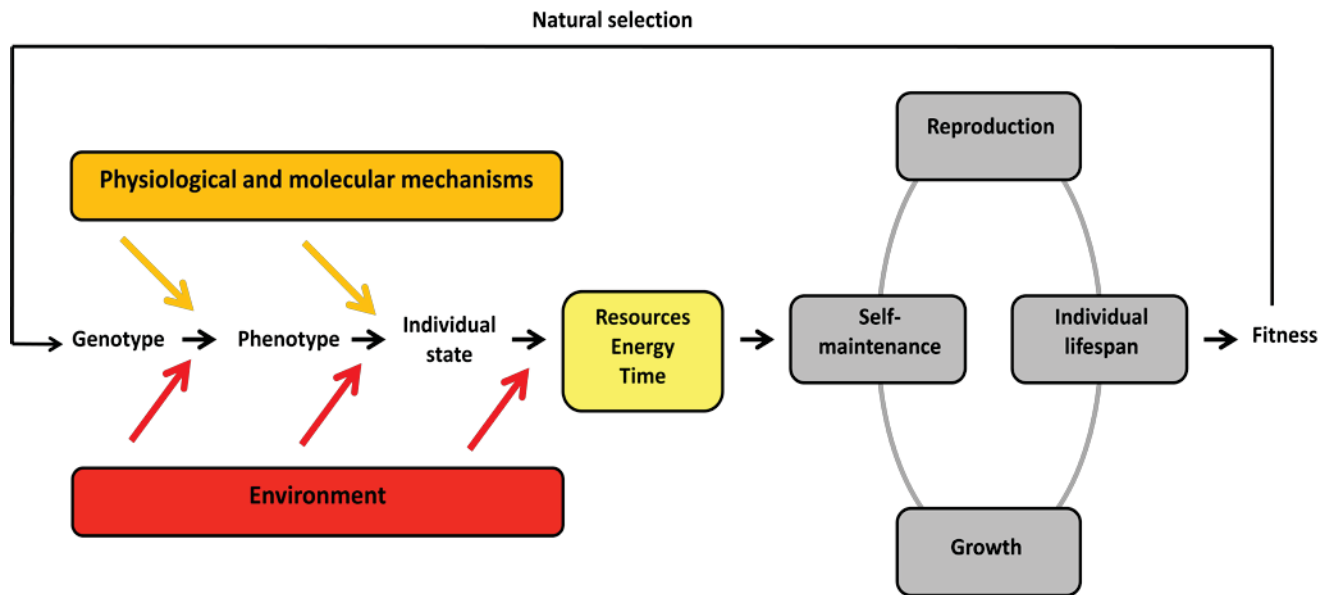 Natural selection
Reproduction
Physiological and molecular mechanisms
Genotype
Phenotype
Individual
state
Resources
Energy
Time
Self-
maintenance
Individual
lifespan
Fitness
Environment
Growth